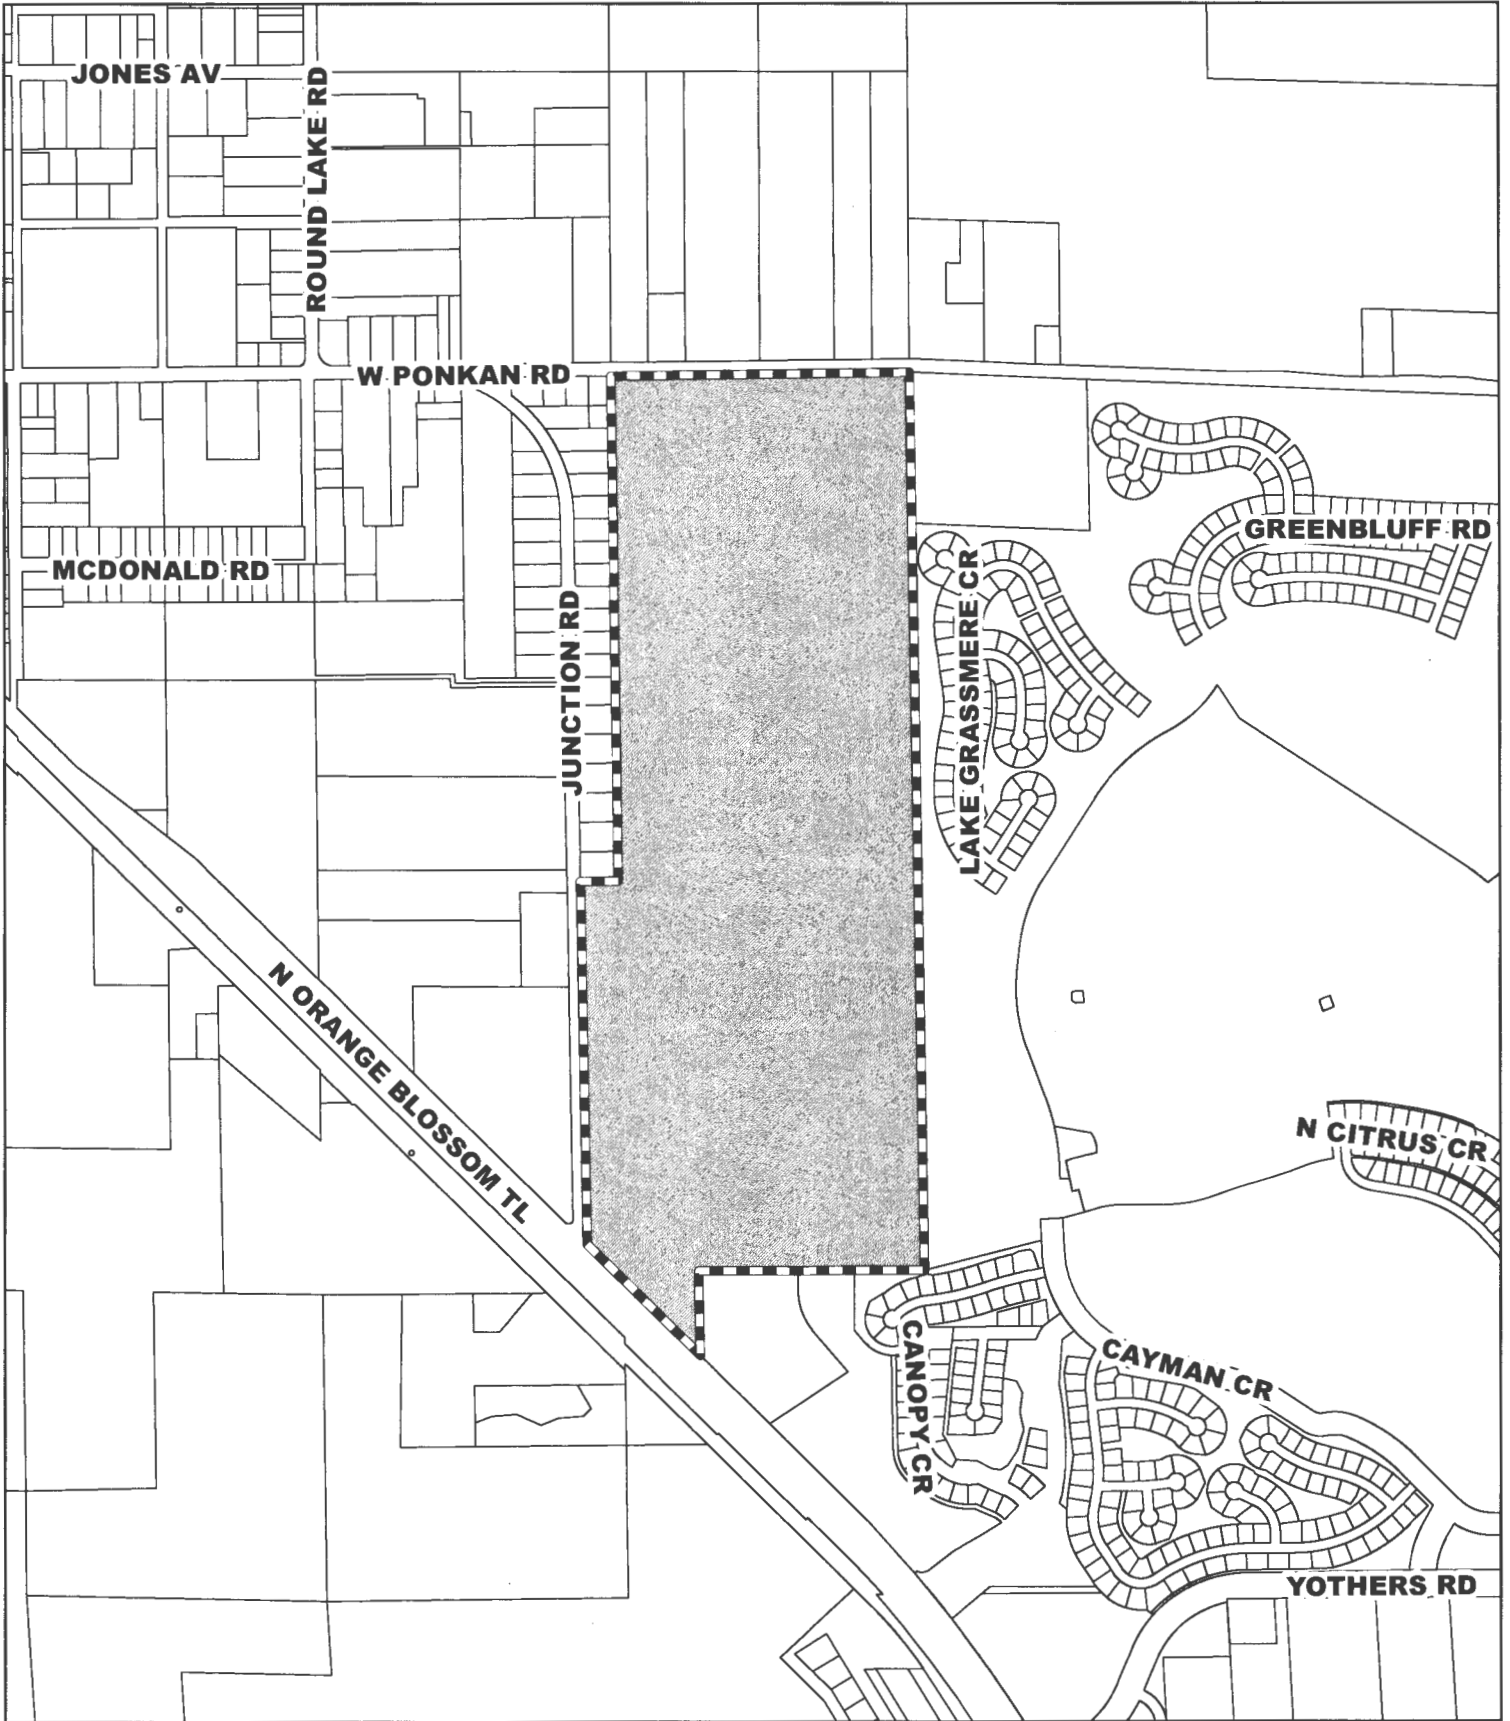 JONES AV
ROUND LAKE RD
W PONKAN RD
GREENBLUFF RD
MCDONALD RD
LAKE GRASSMERE CR
JUNCTION RD
N ORANGE BLOSSOM TL
N CITRUS CR
CANOPY CR
CAYMAN CR
YOTHERS RD